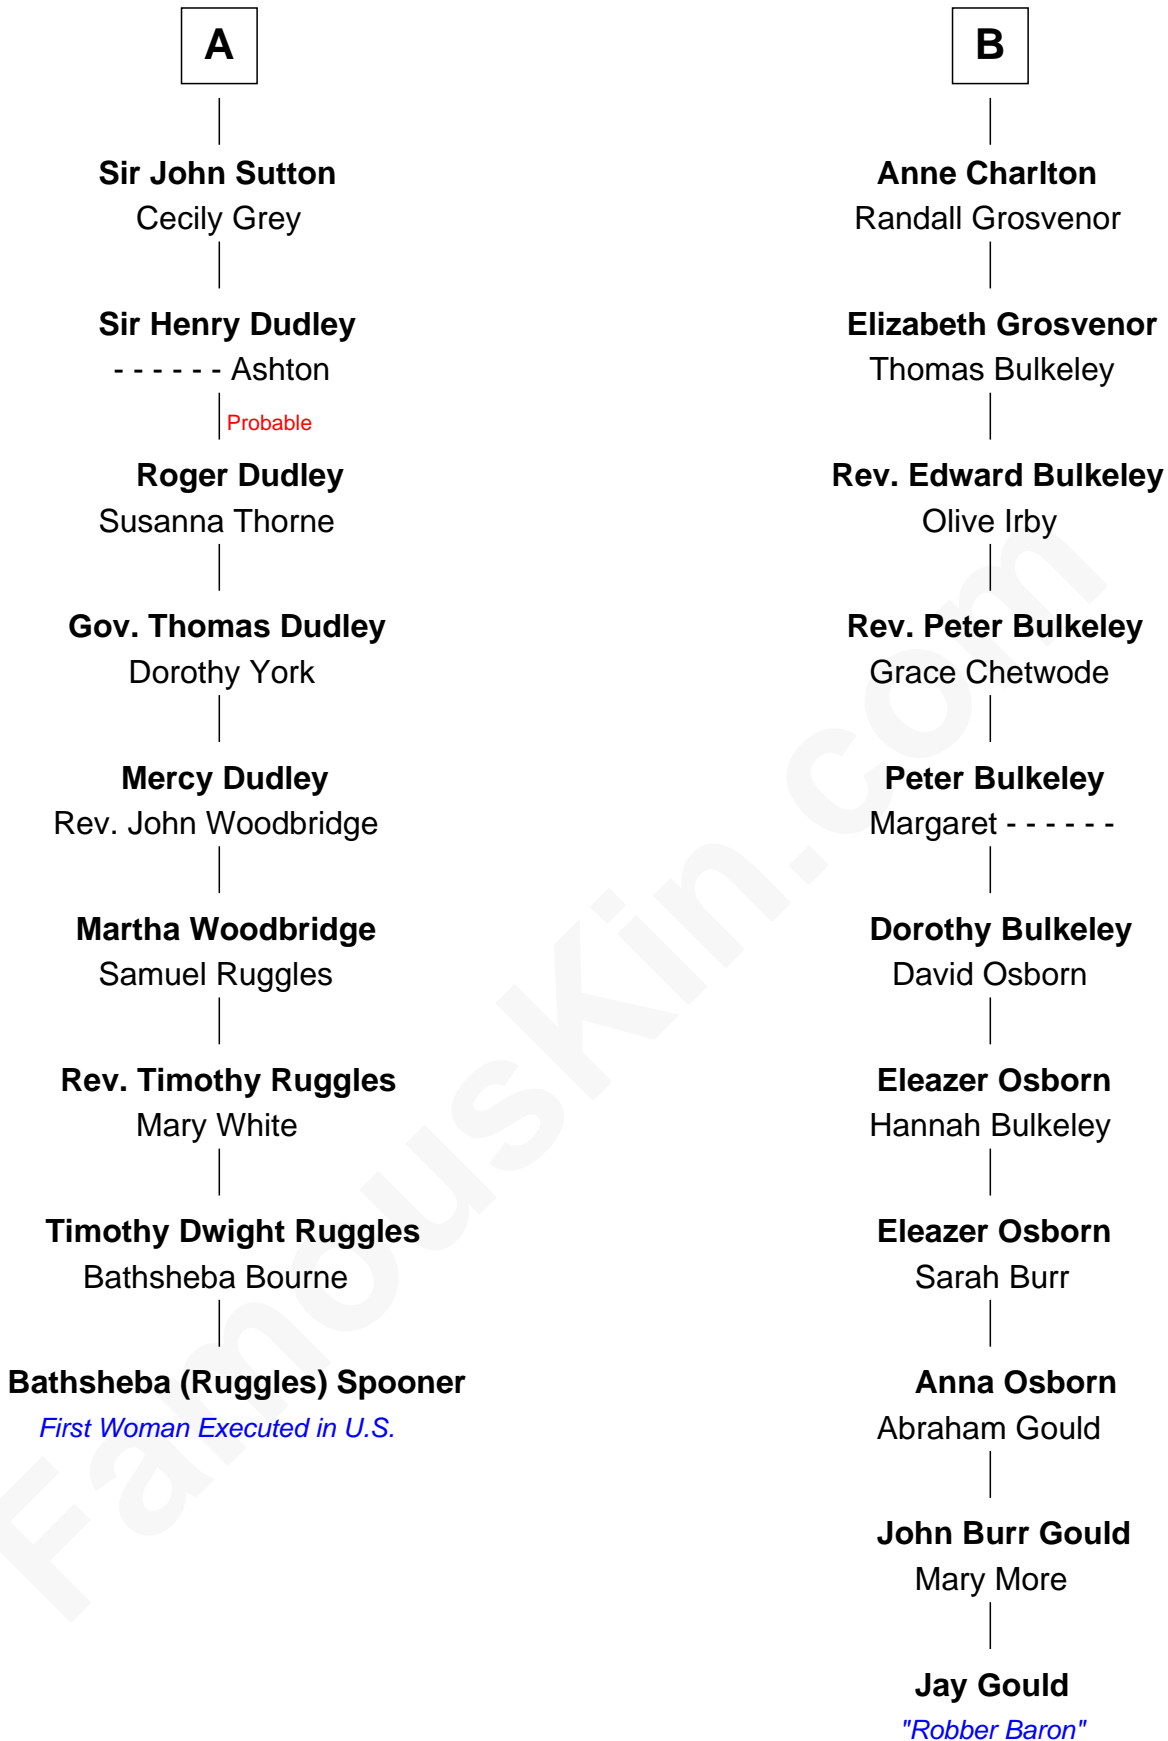 A
Sir John Sutton
Cecily Grey
Sir Henry Dudley
- - - - - - Ashton
Probable
Roger Dudley
Susanna Thorne
Gov. Thomas Dudley
Dorothy York
Mercy Dudley
Rev. John Woodbridge
Martha Woodbridge
Samuel Ruggles
Rev. Timothy Ruggles
Mary White
Timothy Dwight Ruggles
Bathsheba Bourne
Bathsheba (Ruggles) Spooner
First Woman Executed in U.S.
B
Anne Charlton
Randall Grosvenor
Elizabeth Grosvenor
Thomas Bulkeley
Rev. Edward Bulkeley
Olive Irby
Rev. Peter Bulkeley
Grace Chetwode
Peter Bulkeley
Margaret - - - - - -
Dorothy Bulkeley
David Osborn
Eleazer Osborn
Hannah Bulkeley
Eleazer Osborn
Sarah Burr
Anna Osborn
Abraham Gould
John Burr Gould
Mary More
Jay Gould
"Robber Baron"
FamousKin.com